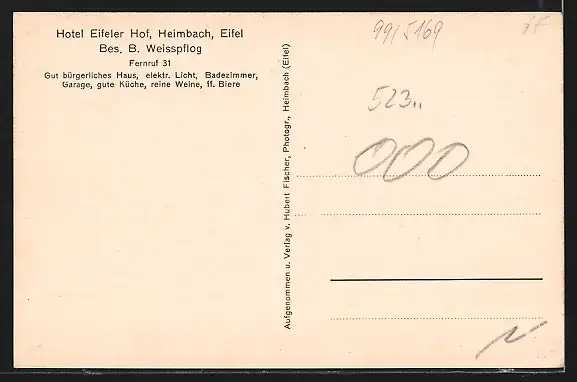 Hotel Eifeler Hof, Heimbach, Eifel
Bes. B. Weisspflog
Fernruf 31
Gut bürgerliches Haus, elektr. Licht, Badezimmer,
Garage, gute Küche, reine Weine, ff. Biere
Aufgenommen u. Verlag v. Hubert Fischer, Photogr., Heimbach (Eifel)
99/5169
523"
000